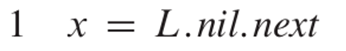 1 x = L.nil.next